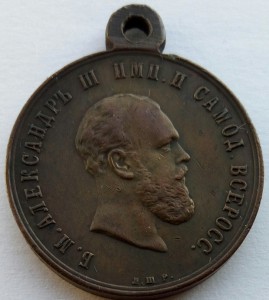 Б. М. АЛЕКСАНДРЪ III ИМП. И САМОД. ВСЕРОСС.
Л. Ш. Р.